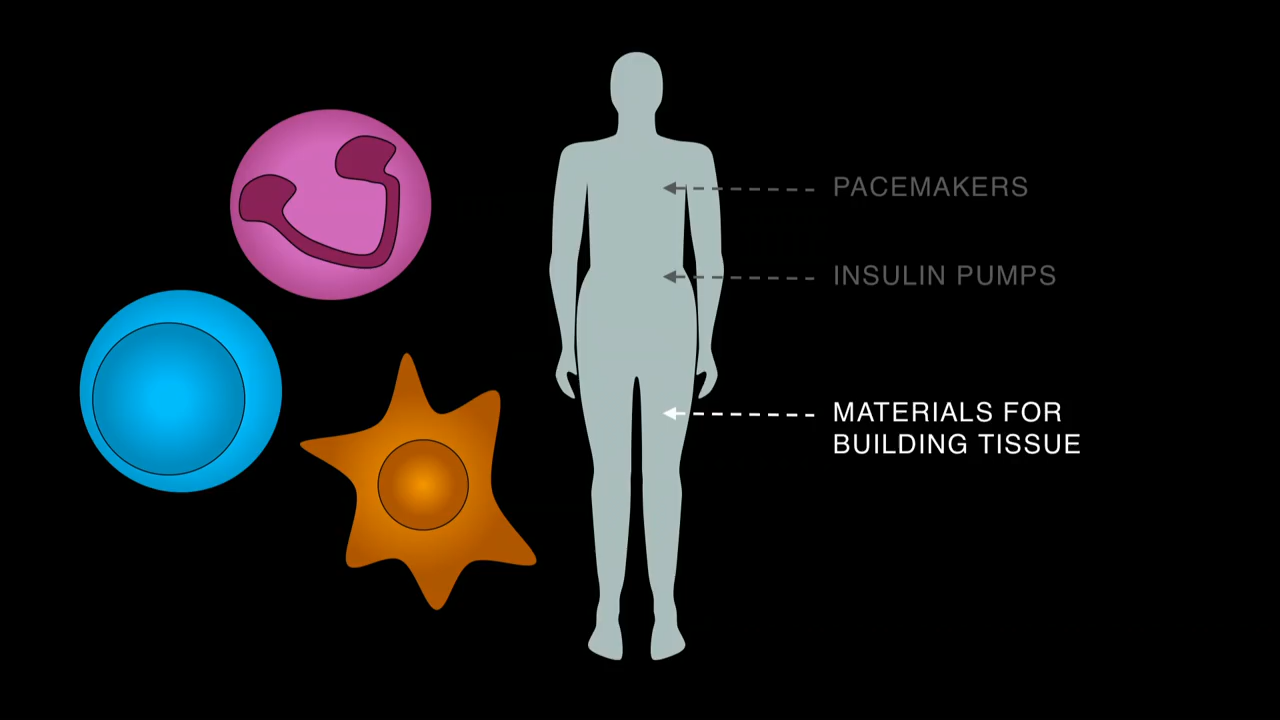 PACEMAKERS
INSULIN PUMPS
MATERIALS FOR
BUILDING TISSUE